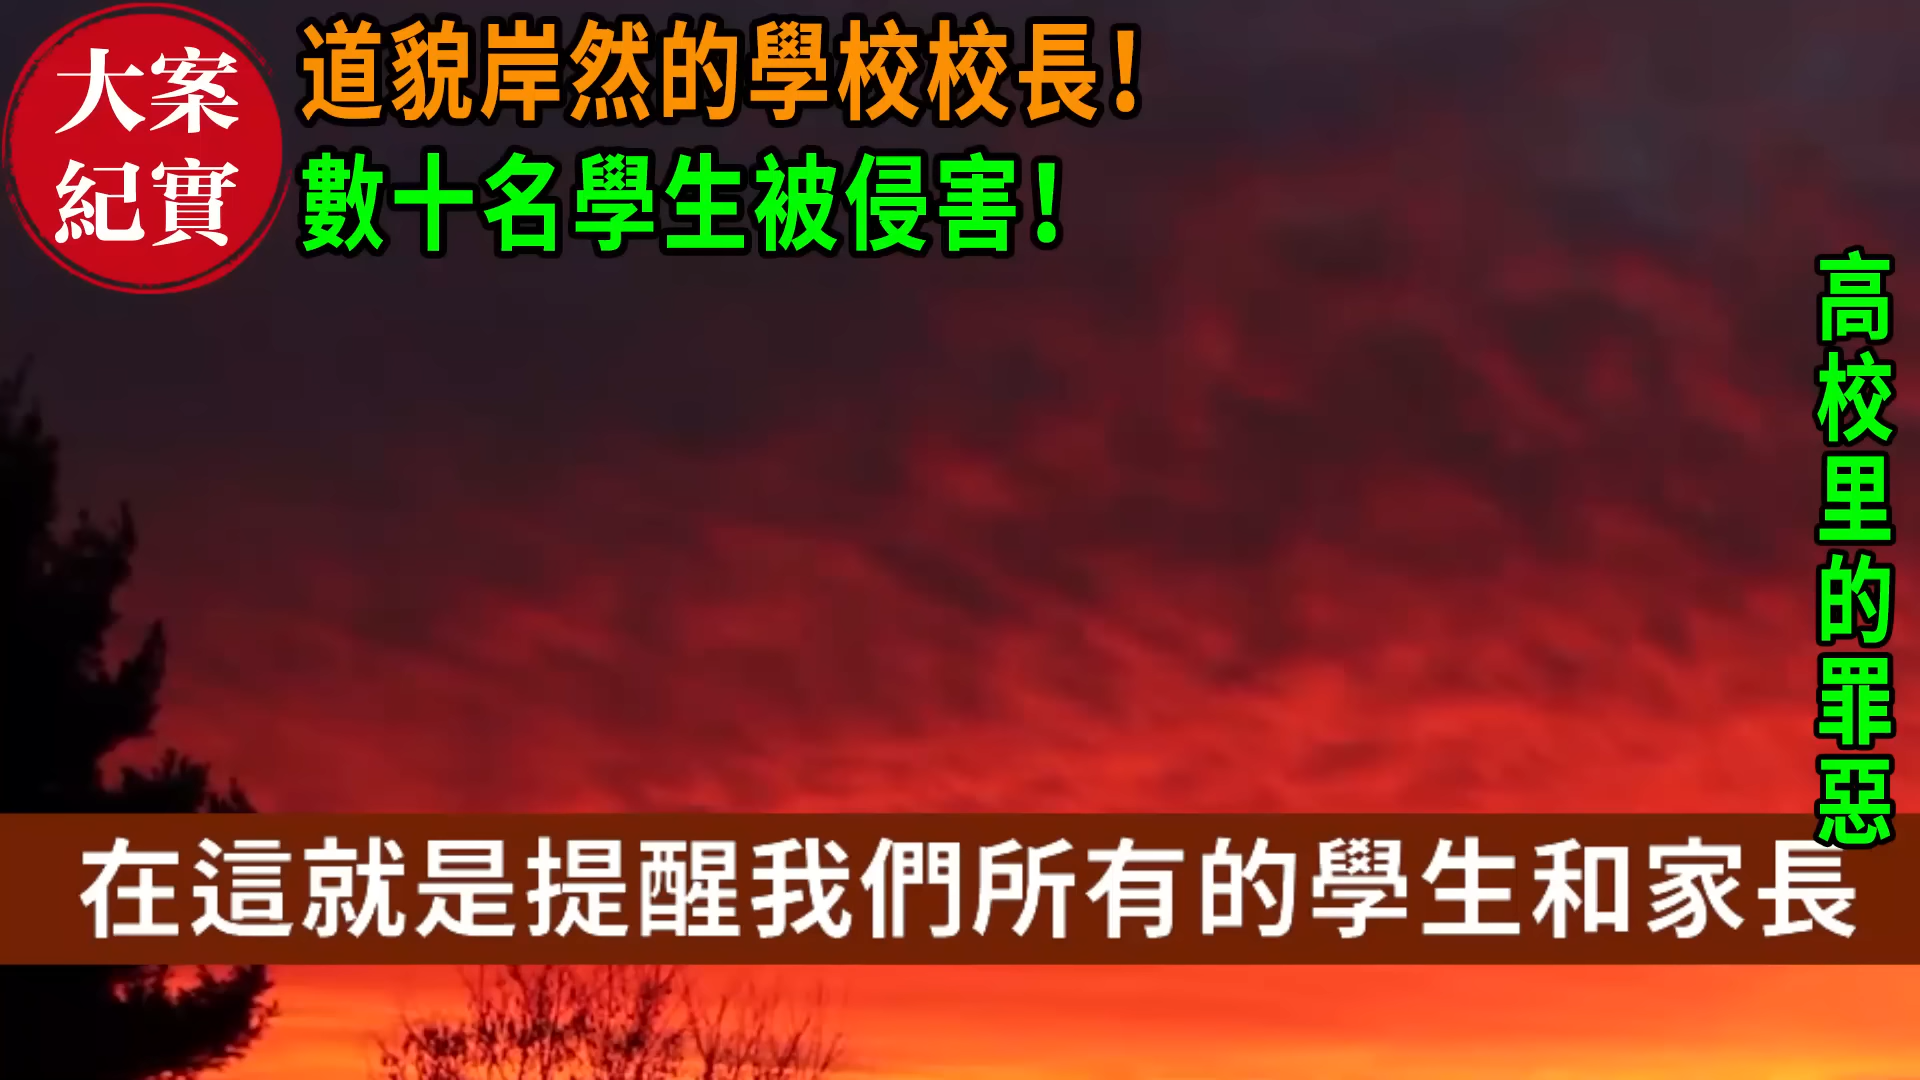 大案
紀實
道貌岸然的學校校長!
數十名學生被侵害!
高校里的罪惡
在這就是提醒我們所有的學生和家長